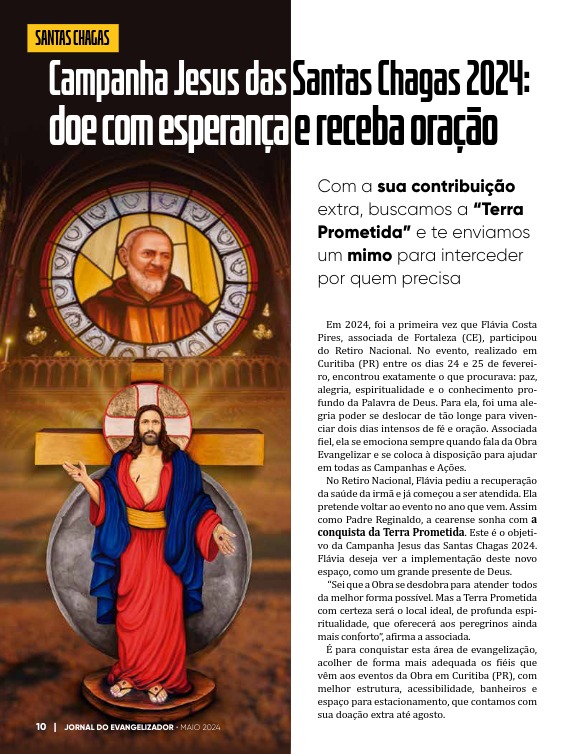 SANTAS CHAGAS
Campanha Jesus das Santas Chagas 2024:
doe com esperança e receba oração
Com a sua contribuição
extra, buscamos a “Terra
Prometida” e te enviamos
um mimo para interceder
por quem precisa
Em 2024, foi a primeira vez que Flávia Costa
Pires, associada de Fortaleza (CE), participou
do Retiro Nacional. No evento, realizado em
Curitiba (PR) entre os dias 24 e 25 de feverei-
ro, encontrou exatamente o que procurava: paz,
alegria, espiritualidade e o conhecimento pro-
fundo da Palavra de Deus. Para ela, foi uma ale-
gria poder se deslocar de tão longe para viven-
ciar dois dias intensos de fé e oração. Associada
fiel, ela se emociona sempre quando fala da Obra
Evangelizar e se coloca à disposição para ajudar
em todas as Campanhas e Ações.
No Retiro Nacional, Flávia pediu a recuperação
da saúde da irmã e já começou a ser atendida. Ela
pretende voltar ao evento no ano que vem. Assim
como Padre Reginaldo, a cearense sonha com a
conquista da Terra Prometida. Este é o objeti-
vo da Campanha Jesus das Santas Chagas 2024.
Flávia deseja ver a implementação deste novo
espaço, como um grande presente de Deus.
“Sei que a Obra se desdobra para atender todos
da melhor forma possível. Mas a Terra Prometida
com certeza será o local ideal, de profunda espi-
ritualidade, que oferecerá aos peregrinos ainda
mais conforto”, afirma a associada.
É para conquistar esta área de evangelização,
acolher de forma mais adequada os fiéis que
vêm aos eventos da Obra em Curitiba (PR), com
melhor estrutura, acessibilidade, banheiros e
espaço para estacionamento, que contamos com
sua doação extra até agosto.
10 | JORNAL DO EVANGELIZADOR • MAIO 2024